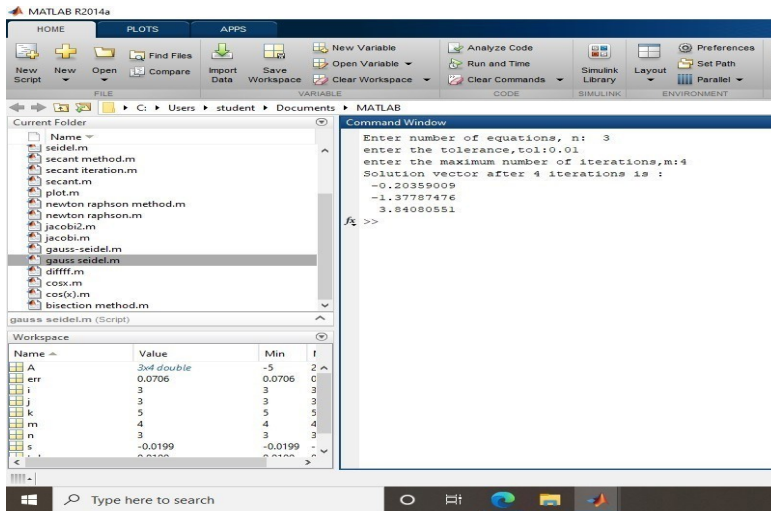 MATLAB R2014a
HOME PLOTS APPS
New Script
New
Open
Find Files
Compare
Import Data
Save Workspace
New Variable
Open Variable
Clear Workspace
Analyze Code
Run and Time
Clear Commands
Simulink Library
Layout
Preferences
Set Path
Parallel
FILE VARIABLE CODE SIMULINK ENVIRONMENT
C: Users student Documents MATLAB
Current Folder
Name
seidel.m
secant method.m
secant iteration.m
secant.m
plot.m
newton raphson method.m
newton raphson.m
jacobi2.m
jacobi.m
gauss-seidel.m
gauss seidel.m
diffff.m
cosx.m
cos(x).m
bisection method.m
gauss seidel.m (Script)
Workspace
Name Value Min
A 3x4 double -5 2
err 0.0706 0.0706
i 3 3 3
j 3 3 3
k 5 5 5
m 4 4 4
n 3 3 3
s -0.0199 -0.0199 -
Command Window
Enter number of equations, n: 3
enter the tolerance,tol:0.01
enter the maximum number of iterations,m:4
Solution vector after 4 iterations is :
-0.20359009
-1.37787476
3.84080551
fx >>
Type here to search